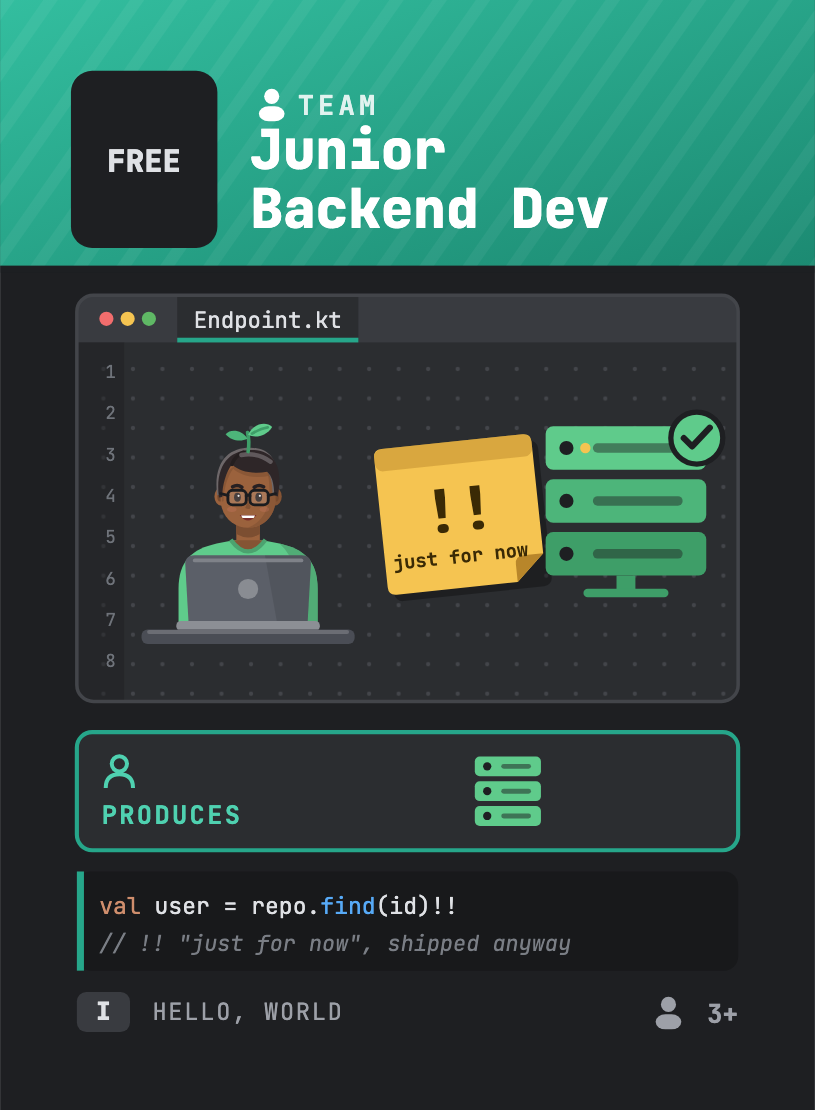 FREE
TEAM
Junior
Backend Dev
Endpoint.kt
1
2
3
4
5
6
7
8
!!
just for now
PRODUCES
val user = repo.find(id)!!
// !! "just for now", shipped anyway
I HELLO, WORLD
3+